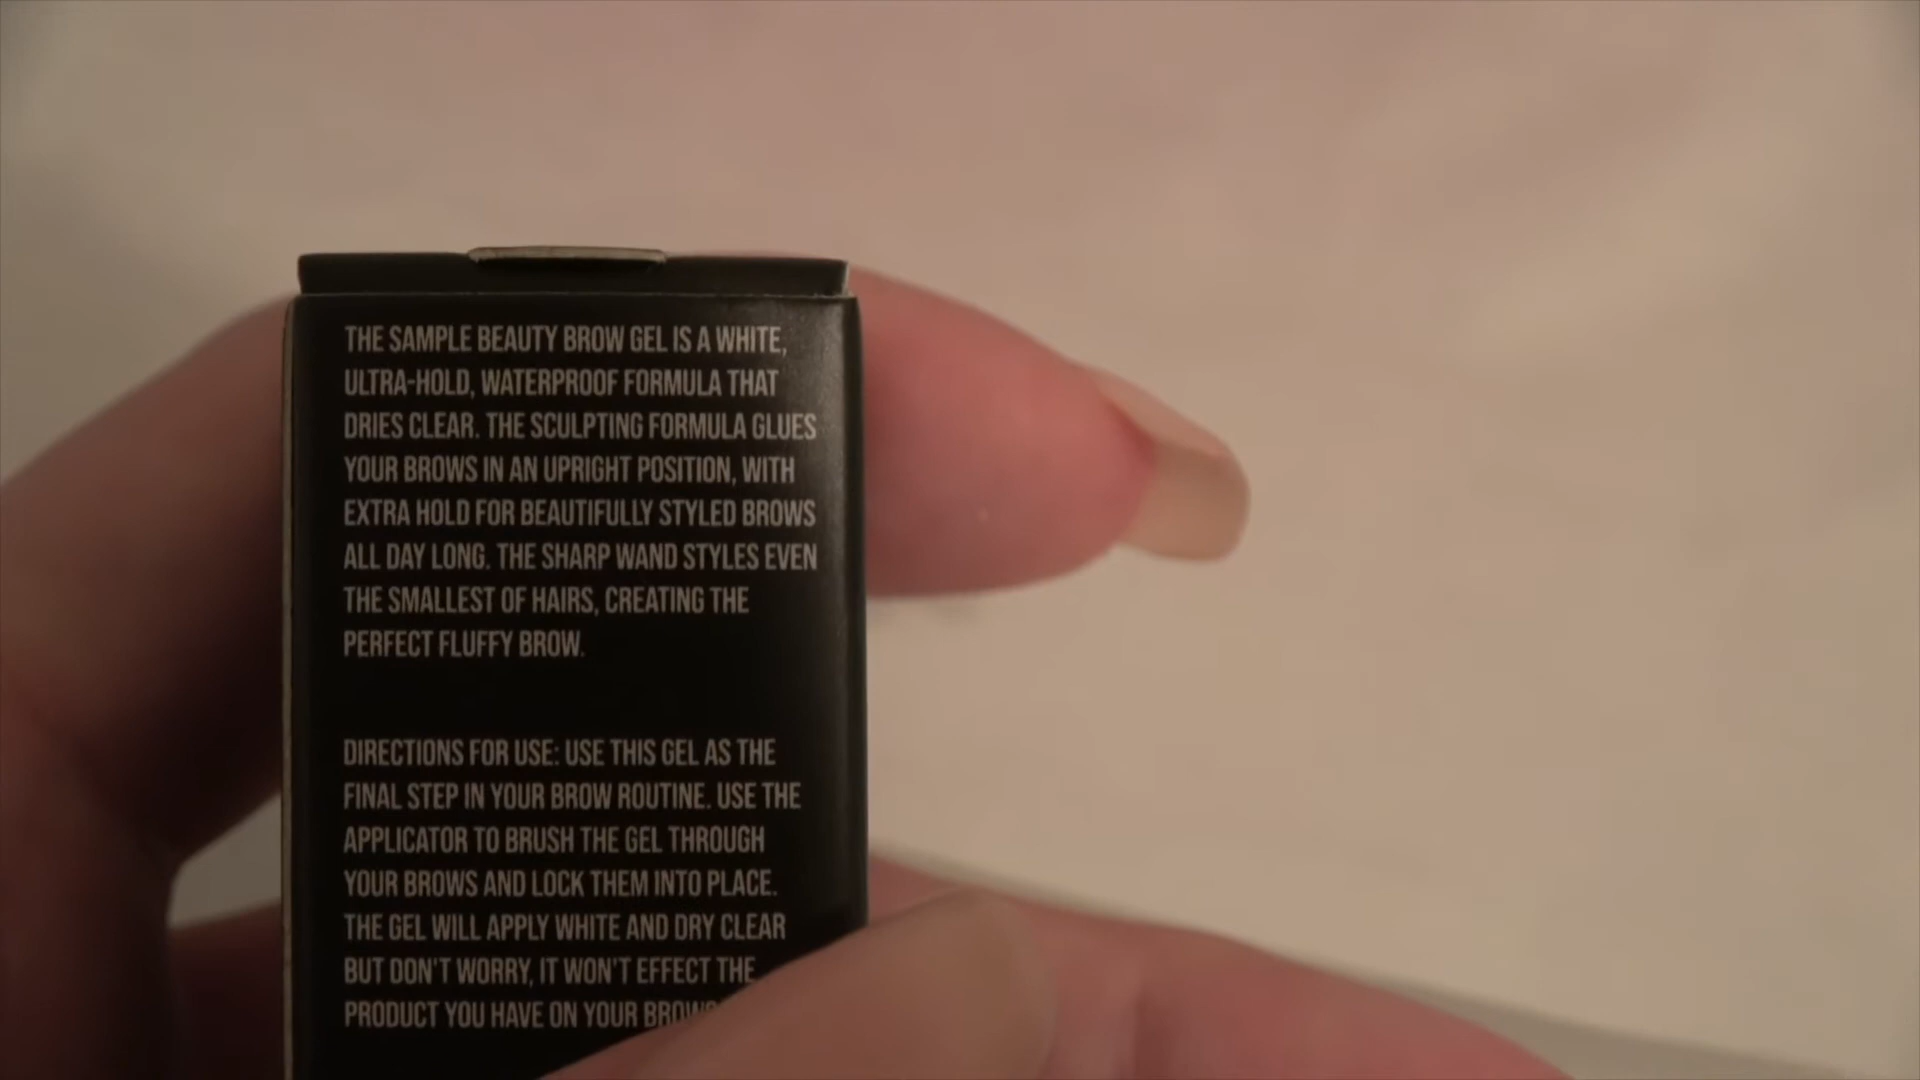 THE SAMPLE BEAUTY BROW GEL IS A WHITE,
ULTRA-HOLD, WATERPROOF FORMULA THAT
DRIES CLEAR. THE SCULPTING FORMULA GLUES
YOUR BROWS IN AN UPRIGHT POSITION, WITH
EXTRA HOLD FOR BEAUTIFULLY STYLED BROWS
ALL DAY LONG. THE SHARP WAND STYLES EVEN
THE SMALLEST OF HAIRS, CREATING THE
PERFECT FLUFFY BROW.
DIRECTIONS FOR USE: USE THIS GEL AS THE
FINAL STEP IN YOUR BROW ROUTINE. USE THE
APPLICATOR TO BRUSH THE GEL THROUGH
YOUR BROWS AND LOCK THEM INTO PLACE.
THE GEL WILL APPLY WHITE AND DRY CLEAR
BUT DON'T WORRY, IT WON'T EFFECT THE
PRODUCT YOU HAVE ON YOUR BROWS